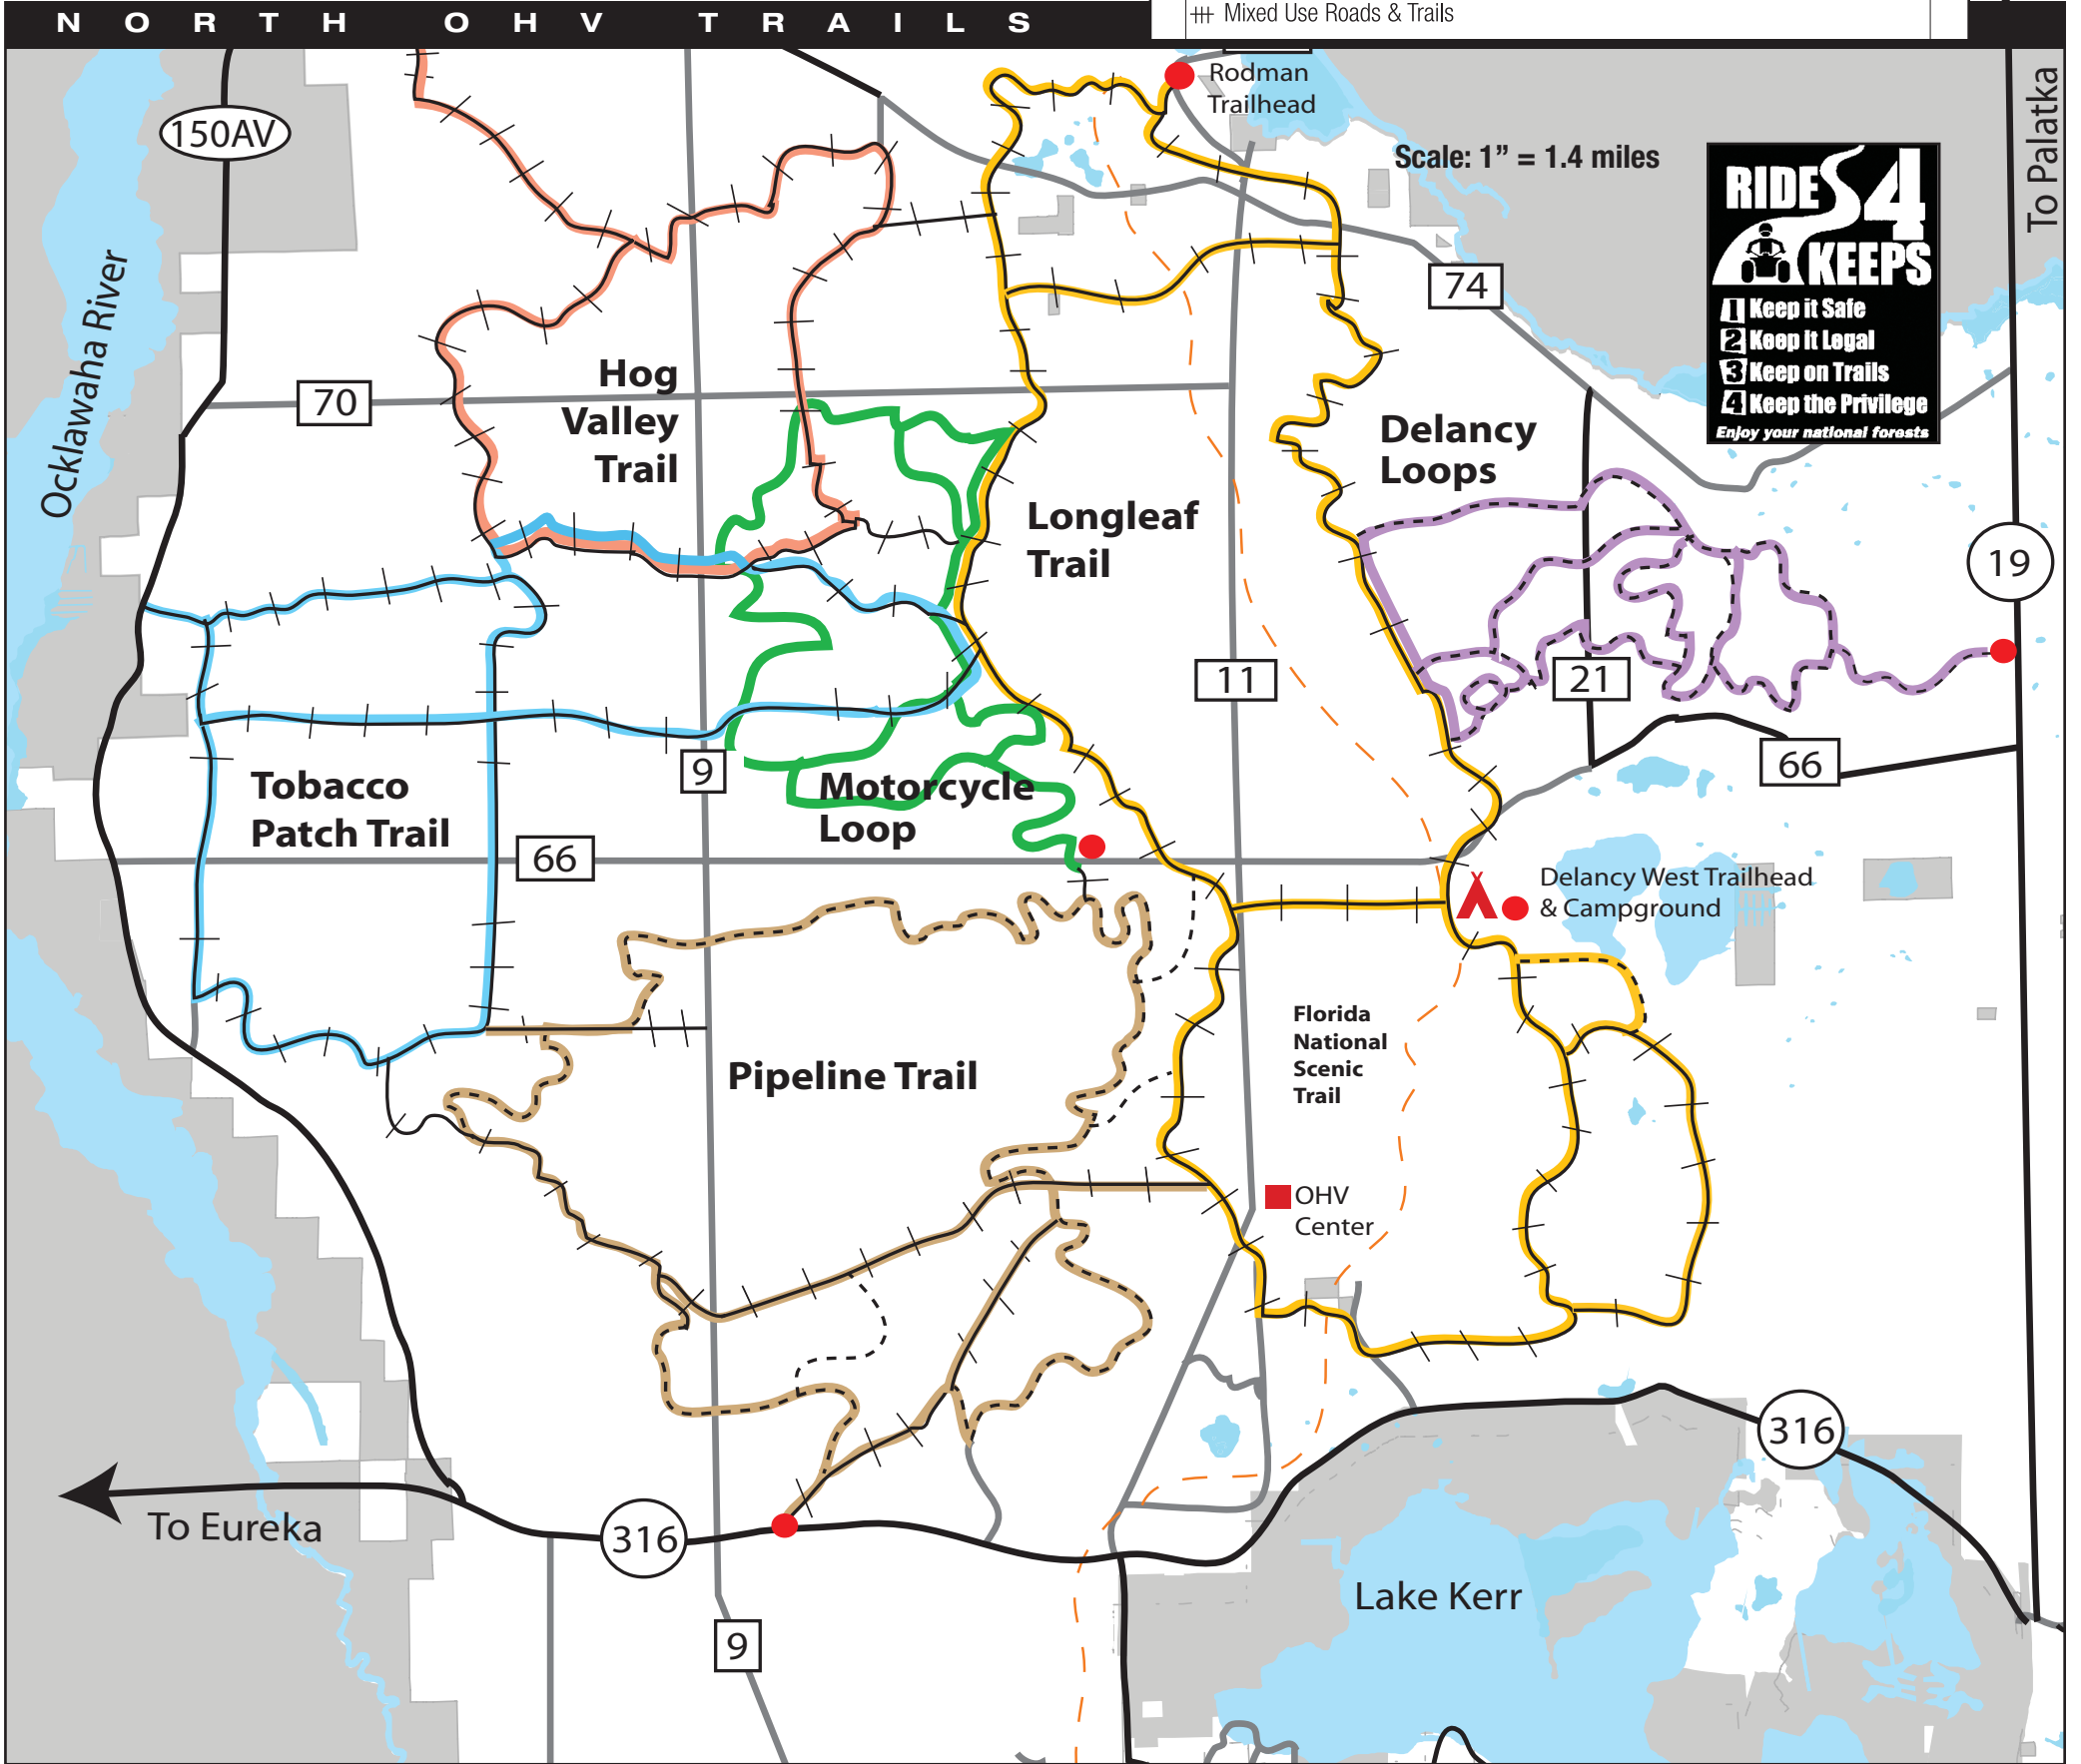 NORTH OHV TRAILS
Mixed Use Roads & Trails
Rodman
Trailhead
To Palatka
150AV
Scale: 1” = 1.4 miles
RIDE 4
KEEPS
1 Keep it Safe
2 Keep it Legal
3 Keep on Trails
4 Keep the Privilege
Enjoy your national forests
Ocklawaha River
74
70
Hog
Valley
Trail
Delancy
Loops
Longleaf
Trail
19
11
21
66
9
Tobacco
Patch Trail
Motorcycle
Loop
66
Delancy West Trailhead
& Campground
Florida
National
Scenic
Trail
Pipeline Trail
OHV
Center
316
To Eureka
316
Lake Kerr
9